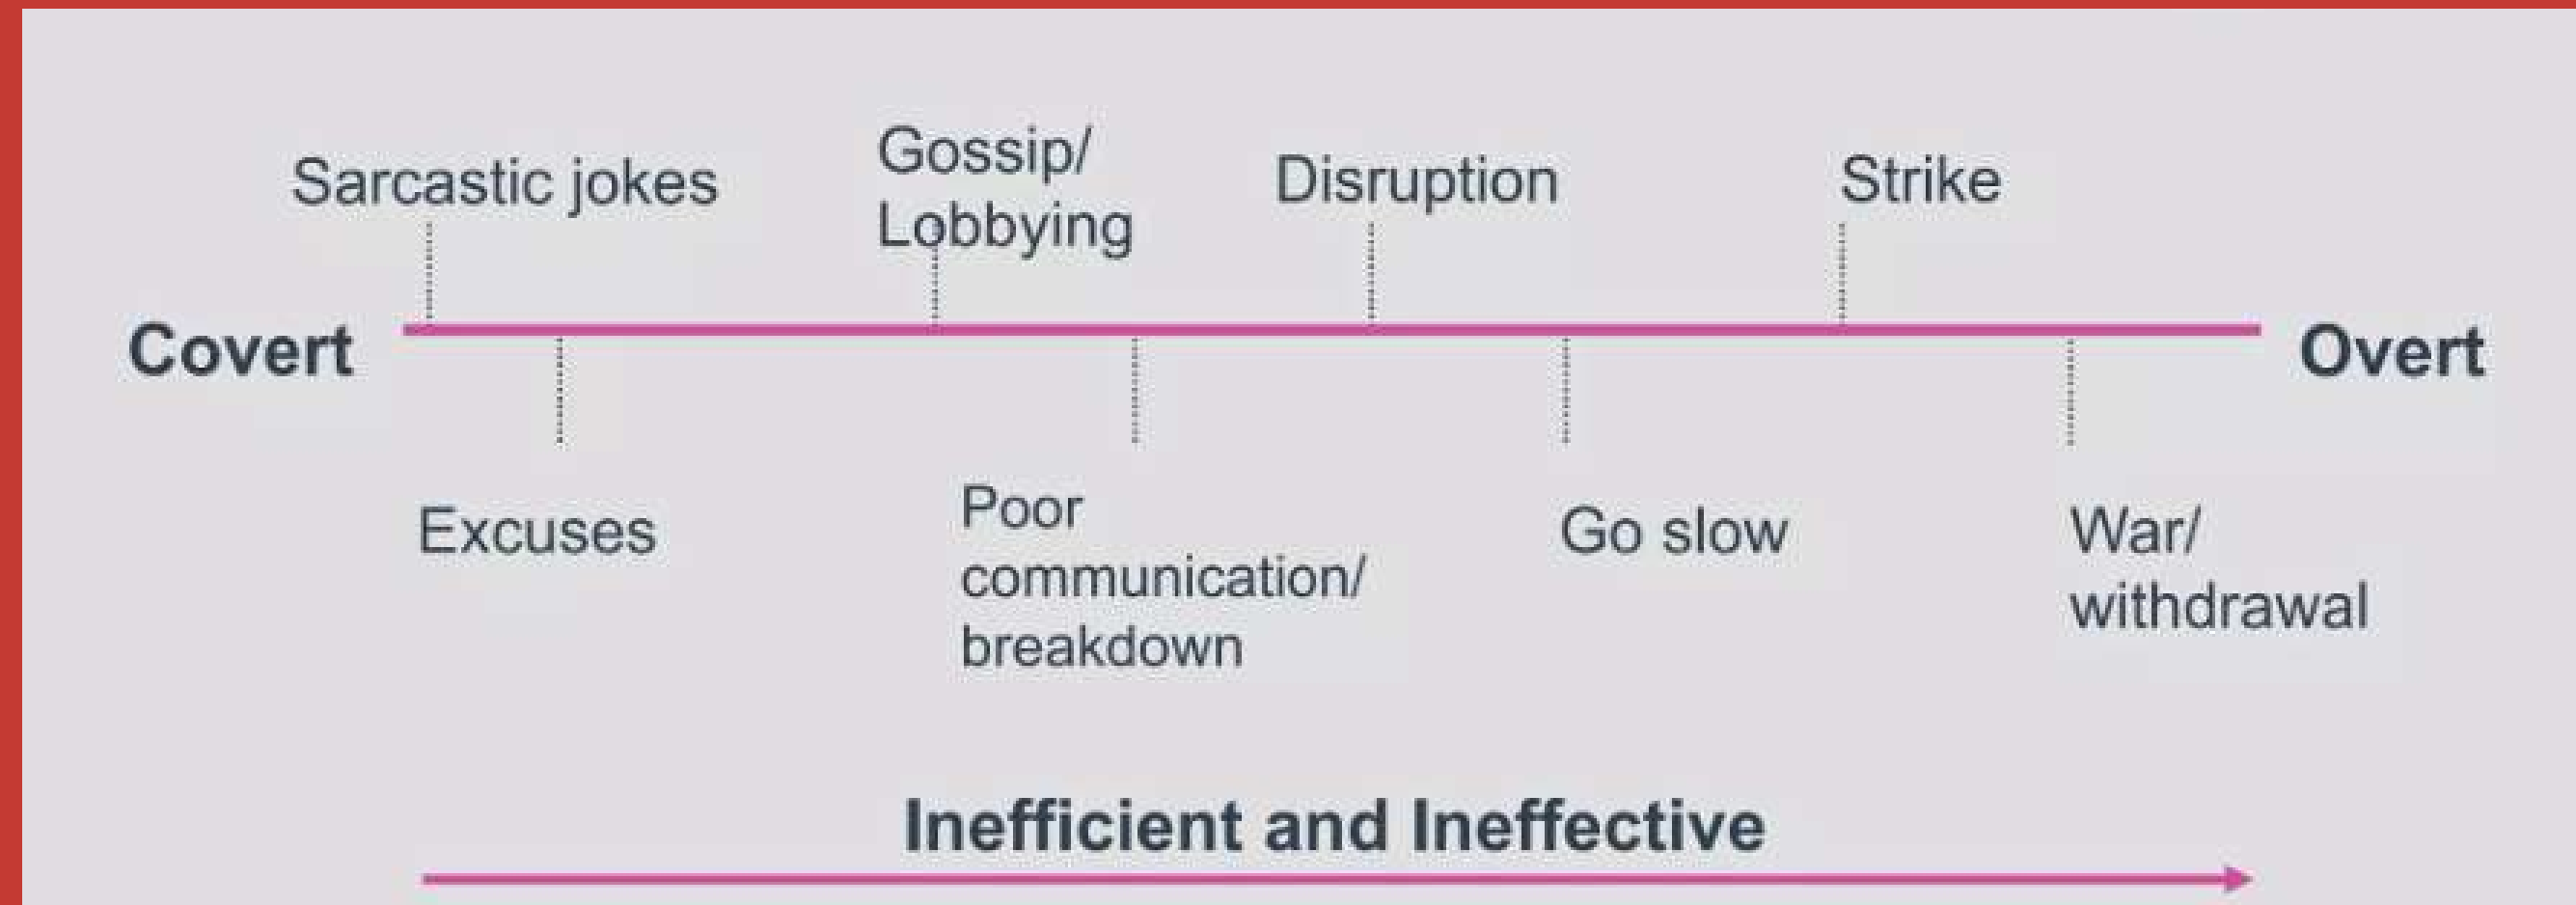 Sarcastic jokes
Gossip/
Lobbying
Disruption
Strike
Covert
Overt
Excuses
Poor
communication/
breakdown
Go slow
War/
withdrawal
Inefficient and Ineffective